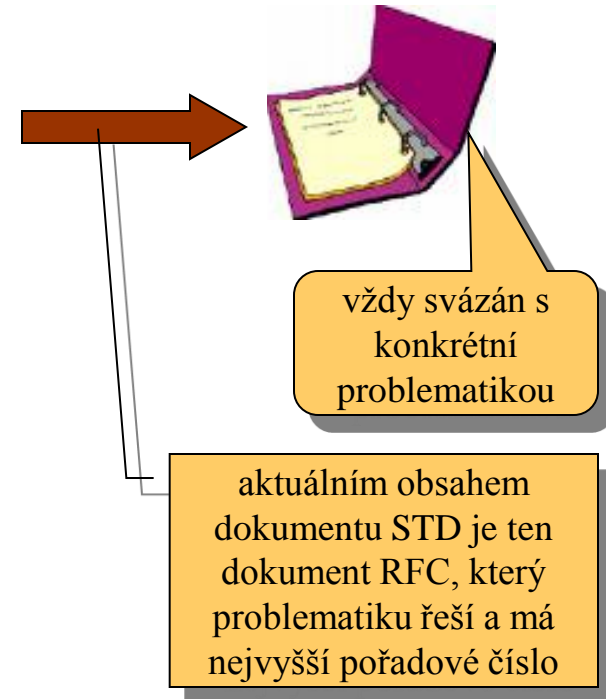 vždy svázán s
konkrétní
problematikou
aktuálním obsahem
dokumentu STD je ten
dokument RFC, který
problematiku řeší a má
nejvyšší pořadové číslo